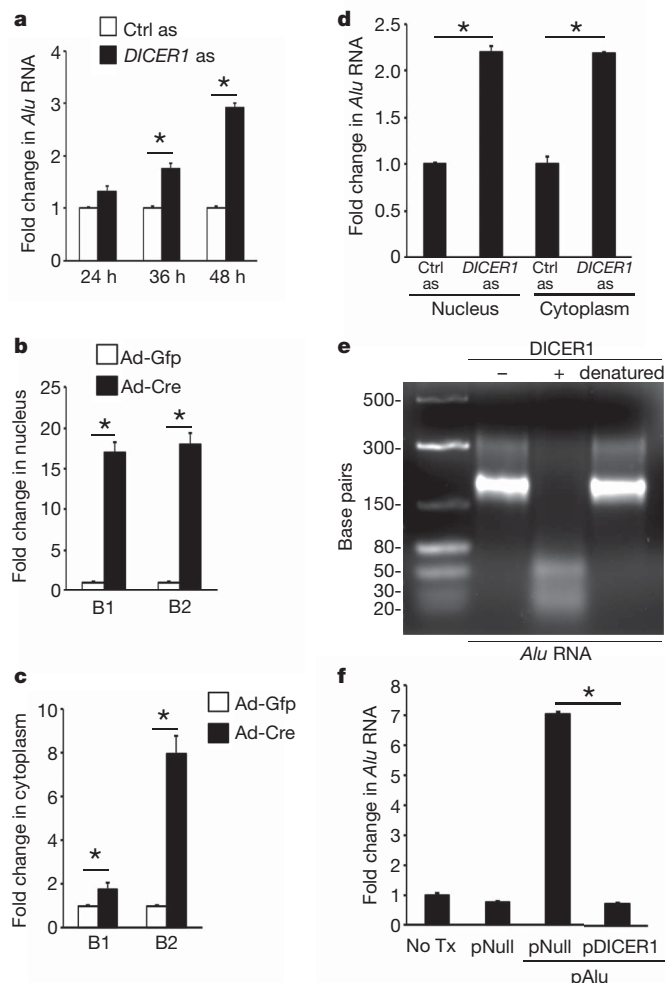 a
Ctrl as
DICER1 as
Fold change in Alu RNA
4
3
2
1
0
*
*
24 h 36 h 48 h
b
Ad-Gfp
Ad-Cre
Fold change in nucleus
25
20
15
10
5
0
*
*
B1 B2
c
Ad-Gfp
Ad-Cre
Fold change in cytoplasm
10
8
6
4
2
0
*
*
B1 B2
d
Fold change in Alu RNA
2.5
2.0
1.0
0.5
0
*
*
Ctrl as DICER1 as Ctrl as DICER1 as
Nucleus Cytoplasm
e
DICER1
– + denatured
Base pairs
500-
300-
150-
80-
50-
30-
20-
Alu RNA
f
Fold change in Alu RNA
8
7
6
5
4
3
2
1
0
*
No Tx pNull pNull pDICER1
pAlu